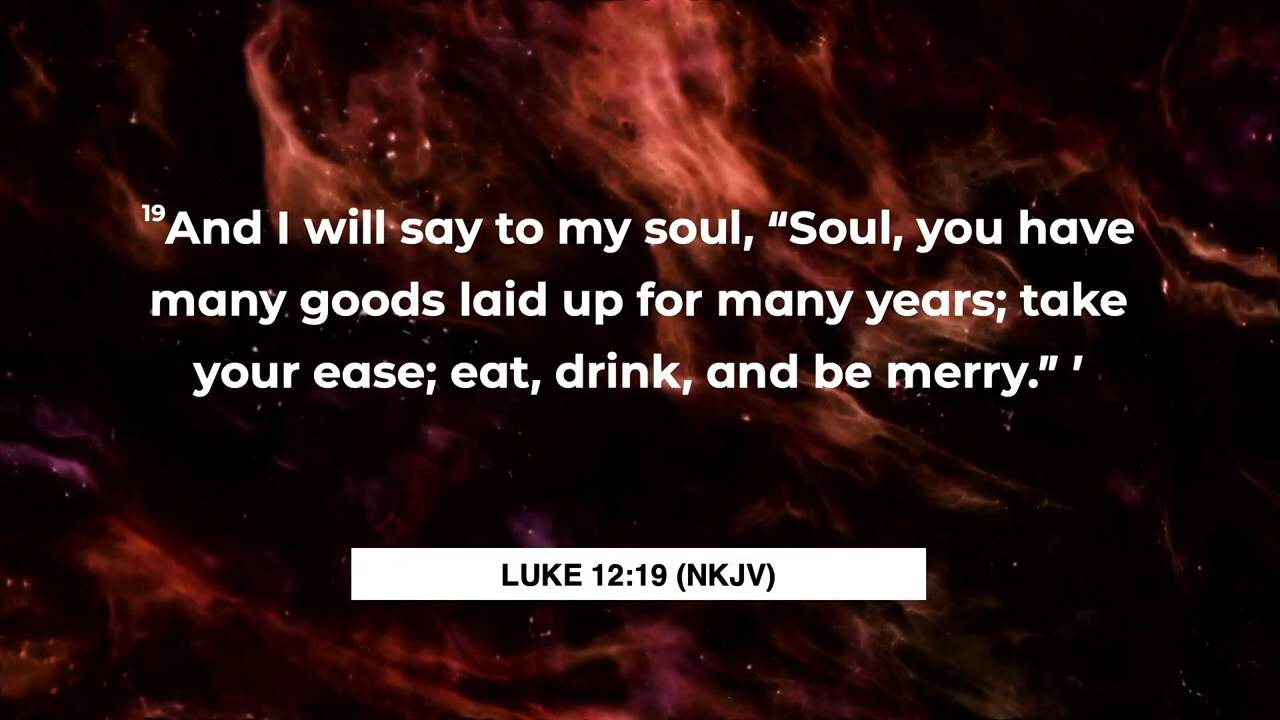 19And I will say to my soul, “Soul, you have
many goods laid up for many years; take
your ease; eat, drink, and be merry.” ’
LUKE 12:19 (NKJV)